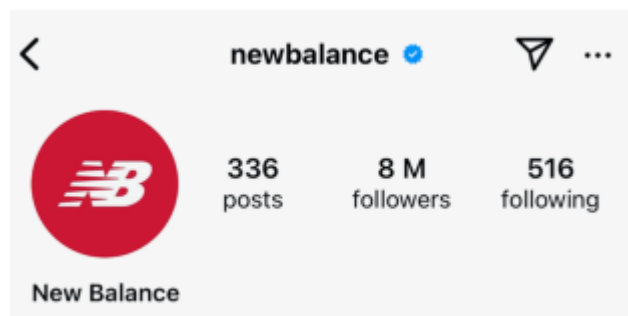 newbalance
NB
336 8 M 516
posts followers following
New Balance